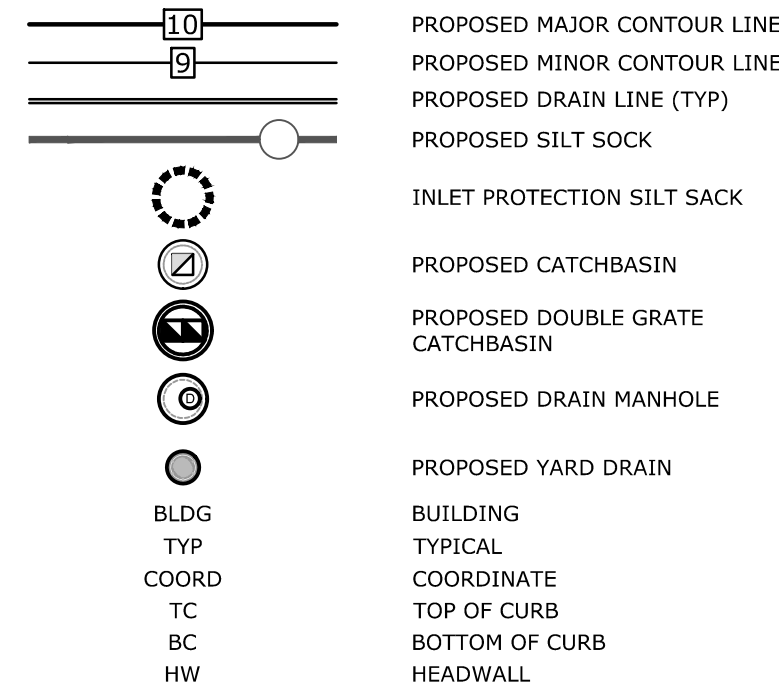 10 PROPOSED MAJOR CONTOUR LINE
9 PROPOSED MINOR CONTOUR LINE
PROPOSED DRAIN LINE (TYP)
PROPOSED SILT SOCK
INLET PROTECTION SILT SACK
PROPOSED CATCHBASIN
PROPOSED DOUBLE GRATE
CATCHBASIN
D PROPOSED DRAIN MANHOLE
PROPOSED YARD DRAIN
BLDG BUILDING
TYP TYPICAL
COORD COORDINATE
TC TOP OF CURB
BC BOTTOM OF CURB
HW HEADWALL